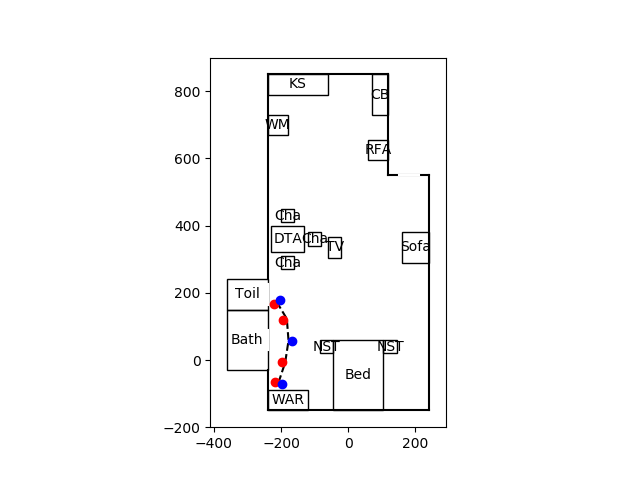 800
600
400
200
0
−200
−400
−200
0
200
KS
CB
WM
RFA
Cha
DTA
Cha
TV
Sofa
Cha
Toil
Bath
NST
NST
Bed
WAR